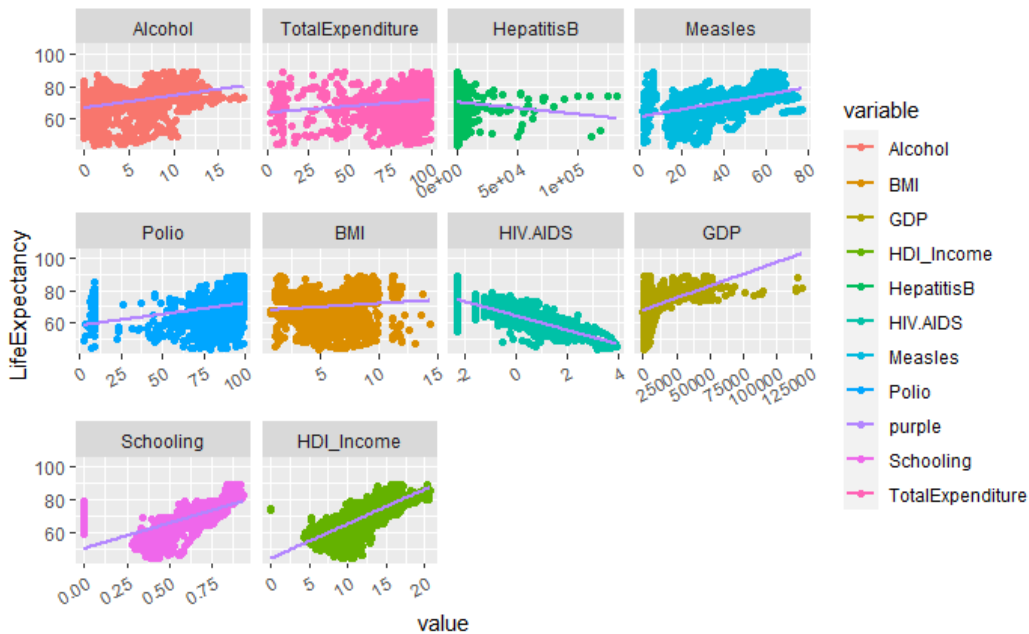 Alcohol
TotalExpenditure
HepatitisB
Measles
100
80
60
0
5
10
15
0
25
50
75
100
0e+00
5e+04
1e+05
0
20
40
60
80
Polio
BMI
HIV.AIDS
GDP
100
80
60
0
25
50
75
100
5
10
15
-2
0
2
4
0
25000
50000
75000
100000
125000
Schooling
HDI_Income
100
80
60
0.00
0.25
0.50
0.75
0
5
10
15
20
LifeExpectancy
value
variable
Alcohol
BMI
GDP
HDI_Income
HepatitisB
HIV.AIDS
Measles
Polio
purple
Schooling
TotalExpenditure